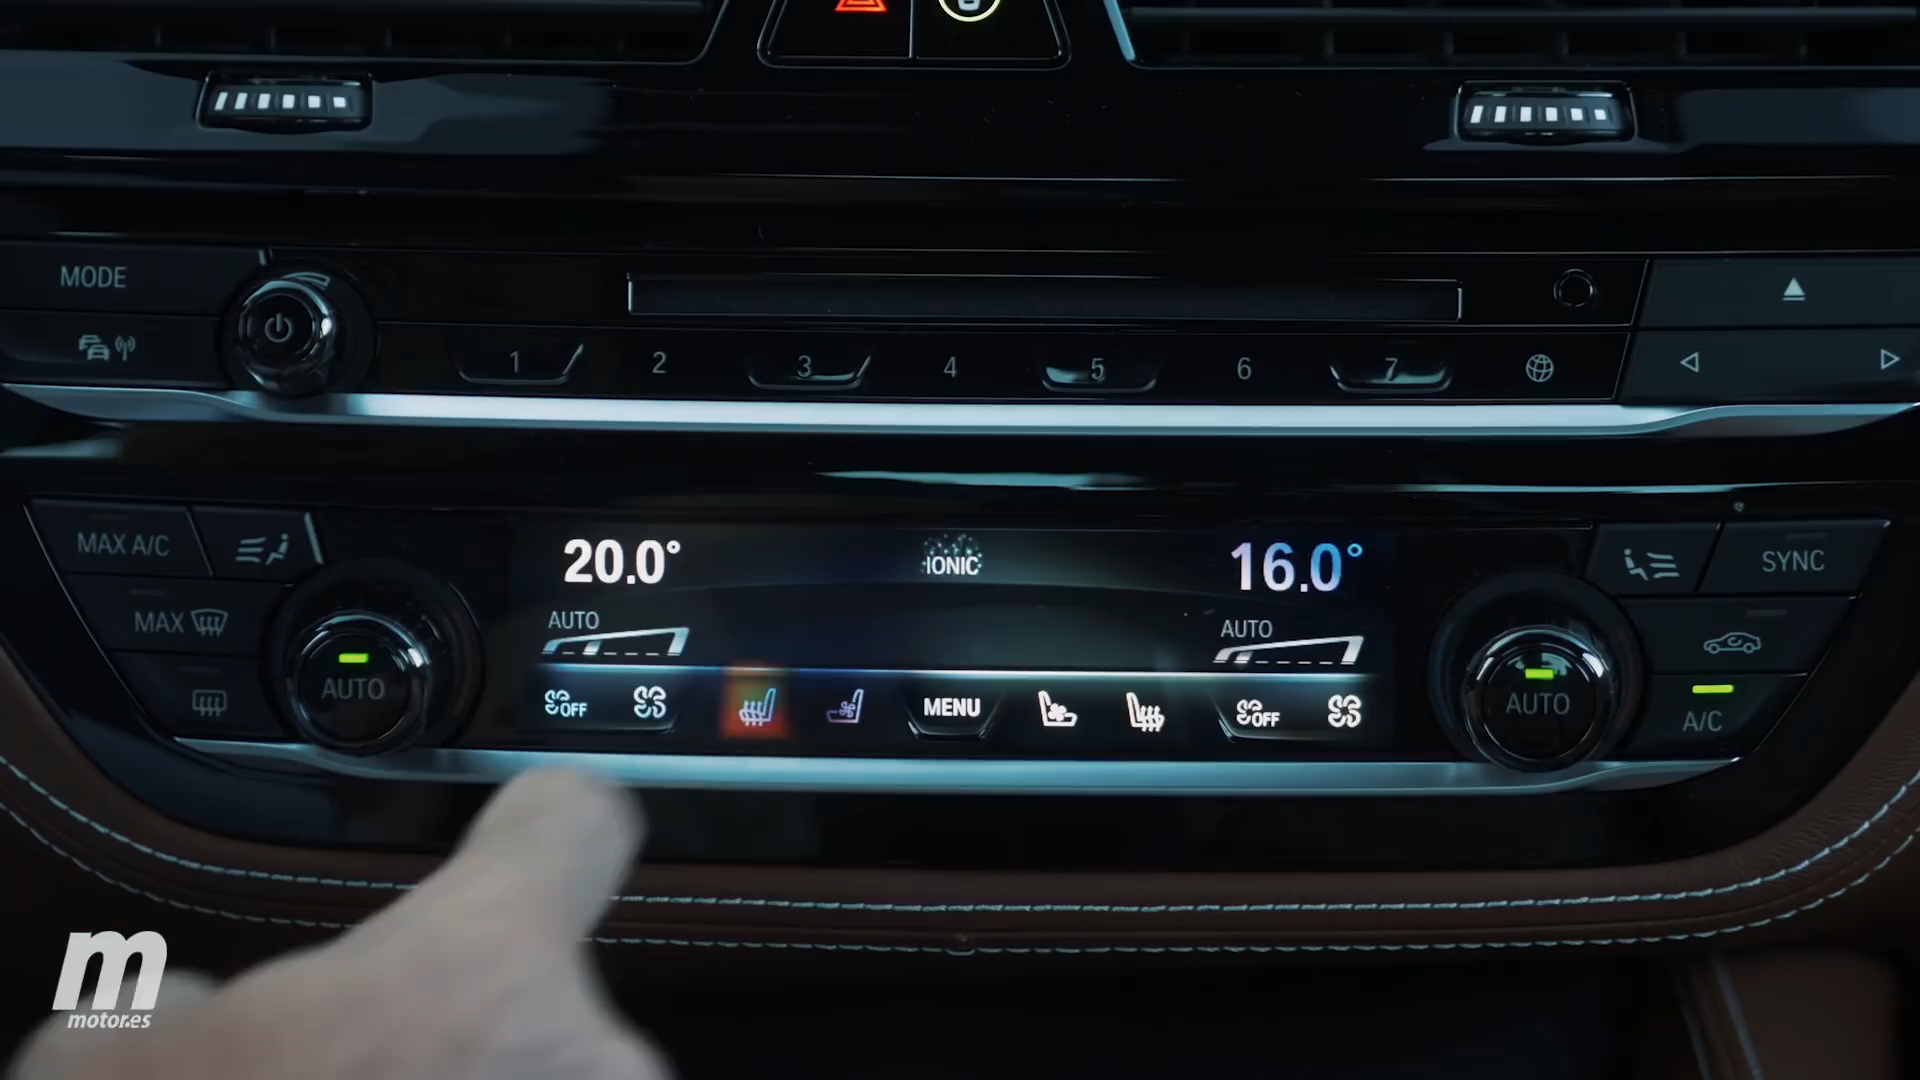 MODE
1 2 3 4 5 6 7
MAX A/C
20.0°
IONIC
16.0°
SYNC
MAX
AUTO
AUTO
AUTO
AUTO
OFF
MENU
OFF
A/C
m
motor.es